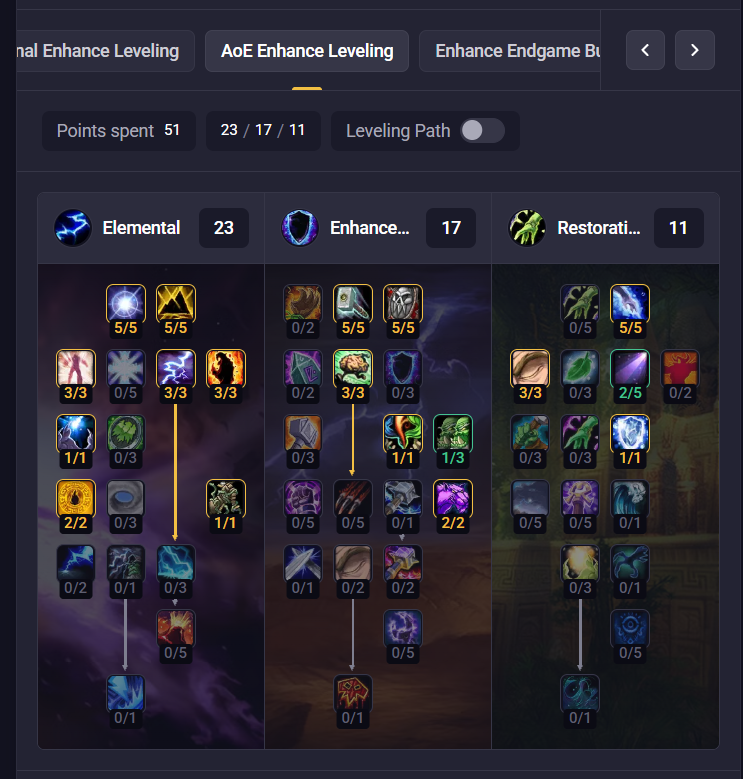 nal Enhance Leveling AoE Enhance Leveling Enhance Endgame Bu
Points spent 51 23 / 17 / 11 Leveling Path
Elemental 23 Enhance... 17 Restorati... 11
5/5 5/5 0/2 5/5 5/5 0/5 5/5
3/3 0/5 3/3 3/3 0/2 3/3 0/3 3/3 0/3 2/5 0/2
1/1 0/3 0/3 1/1 1/3 0/3 0/3 1/1
2/2 0/3 1/1 0/5 0/5 0/1 2/2 0/5 0/5 0/1
0/2 0/1 0/3 0/1 0/2 0/2 0/3 0/1
0/5 0/5 0/5
0/1 0/1 0/1